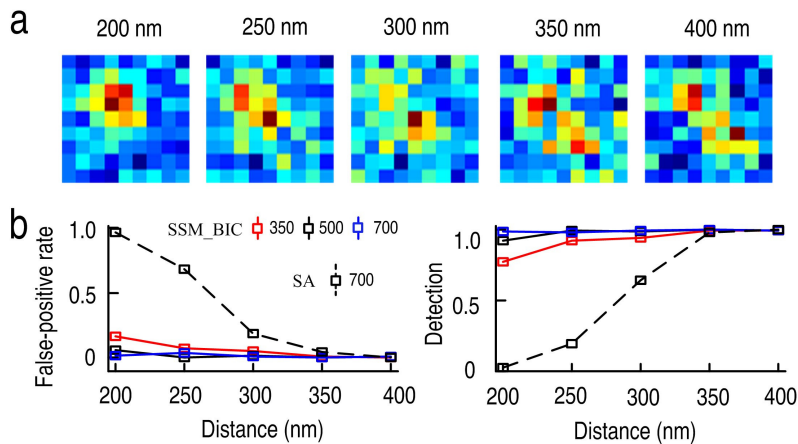 a
200 nm 250 nm 300 nm 350 nm 400 nm
b
False-positive rate
1.0
0.5
0
SSM_BIC 350 500 700
SA 700
200 250 300 350 400
Distance (nm)
Detection
1.0
0.5
0
200 250 300 350 400
Distance (nm)